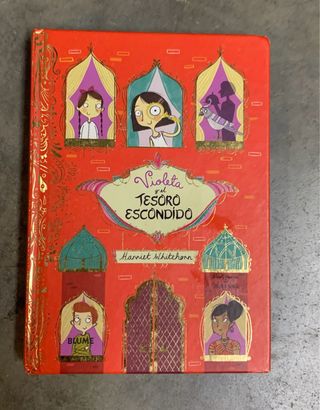 Violeta
y el
TESORO
ESCONDIDO
Harriet Whitehorn
BLUME